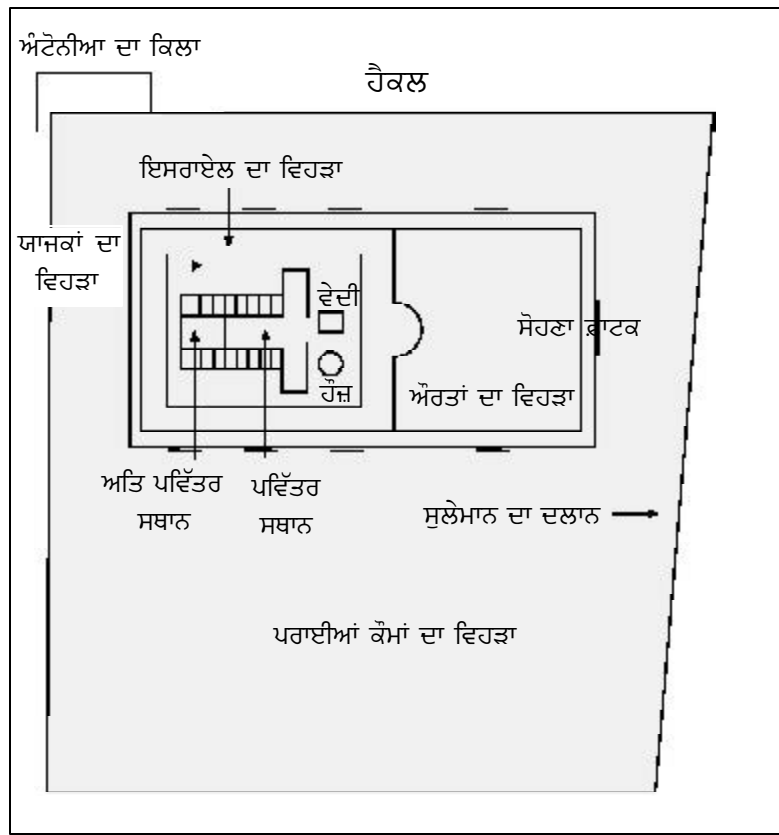 ਅੰਟੋਨੀਆ ਦਾ ਕਿਲਾ
ਹੈਕਲ
ਇਸਰਾਏਲ ਦਾ ਵਿਹੜਾ
ਯਾਜਕਾਂ ਦਾ
ਵਿਹੜਾ
ਵੇਦੀ
ਸੋਹਣਾ ਫ਼ਾਟਕ
ਹੌਜ਼
ਔਰਤਾਂ ਦਾ ਵਿਹੜਾ
ਅਤਿ ਪਵਿੱਤਰ
ਸਥਾਨ
ਪਵਿੱਤਰ
ਸਥਾਨ
ਸੁਲੇਮਾਨ ਦਾ ਦਲਾਨ
ਪਰਾਈਆਂ ਕੌਮਾਂ ਦਾ ਵਿਹੜਾ